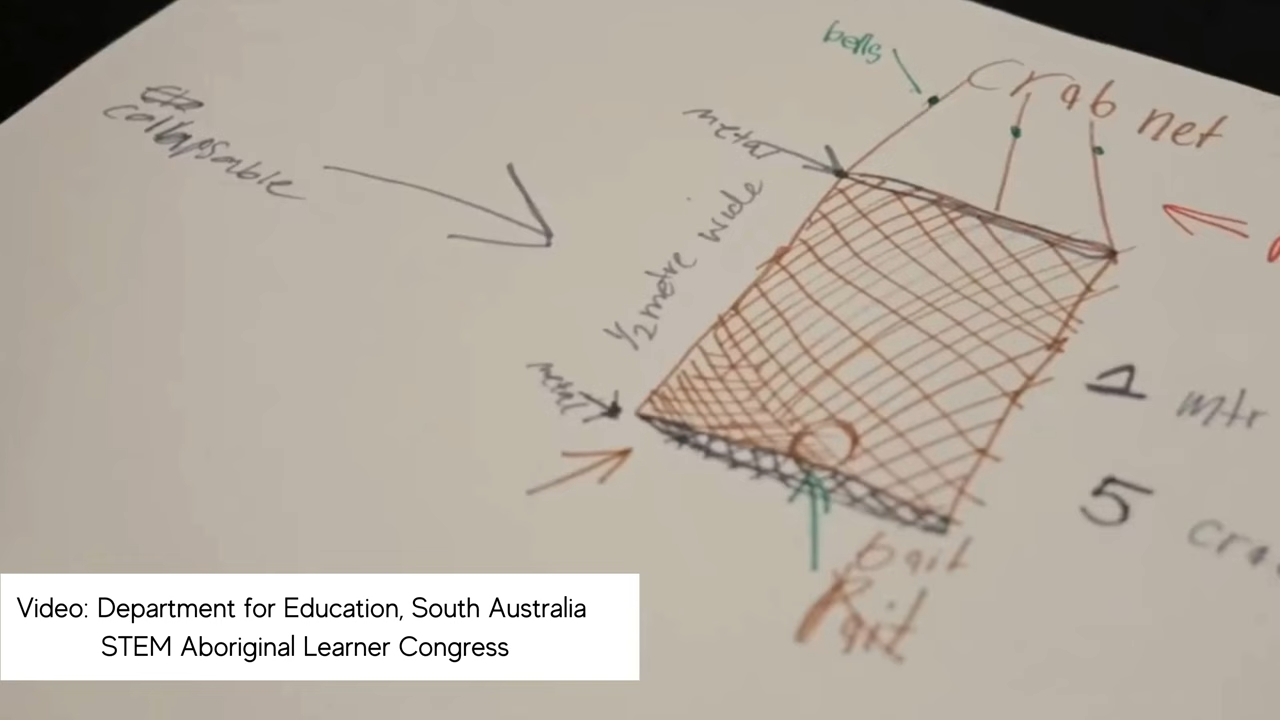 bells
crab net
collapsable
metal
1/2 metre wide
metal
1 mtr
5
bait
Video: Department for Education, South Australia
STEM Aboriginal Learner Congress